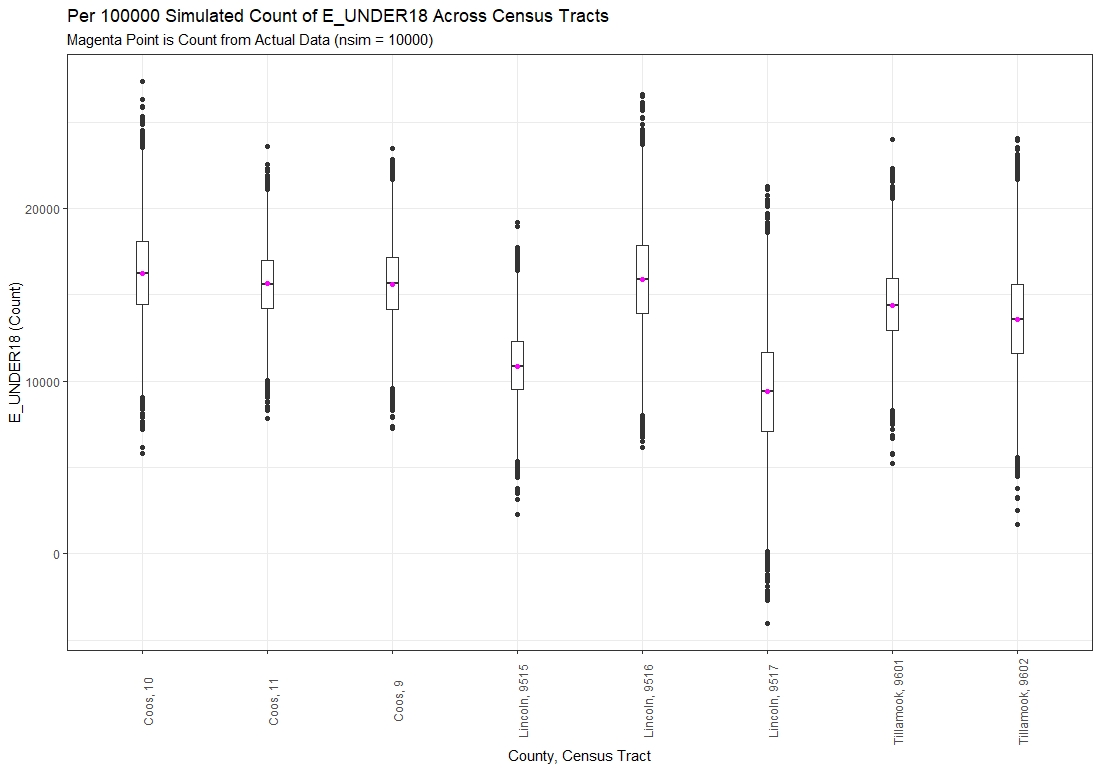 Per 100000 Simulated Count of E_UNDER18 Across Census Tracts
Magenta Point is Count from Actual Data (nsim = 10000)
E_UNDER18 (Count)
20000
10000
0
Coos, 10
Coos, 11
Coos, 9
Lincoln, 9515
Lincoln, 9516
Lincoln, 9517
Tillamook, 9601
Tillamook, 9602
County, Census Tract